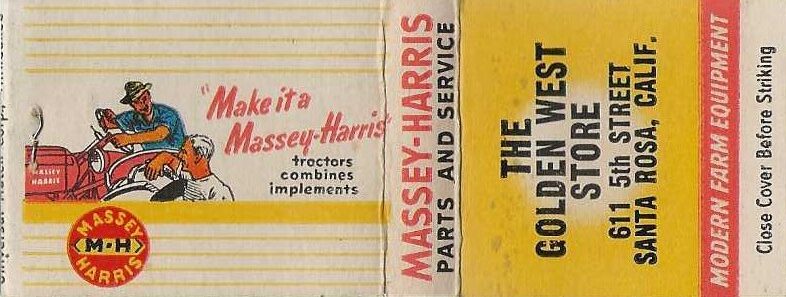 "Make it a
Massey-Harris"
tractors
combines
implements
MASSEY
HARRIS
MASSEY
M-H
HARRIS
MASSEY-HARRIS
PARTS AND SERVICE
THE
GOLDEN WEST
STORE
611 5th STREET
SANTA ROSA, CALIF.
MODERN FARM EQUIPMENT
Close Cover Before Striking